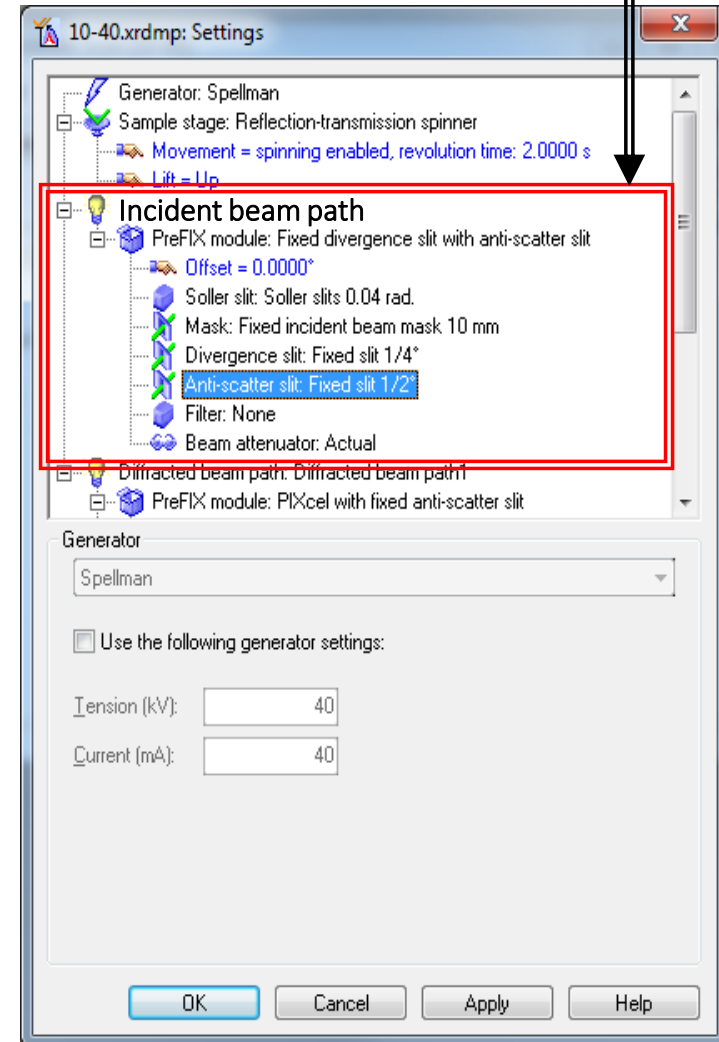 10-40.xrdmp: Settings
Generator: Spellman
Sample stage: Reflection-transmission spinner
Movement = spinning enabled, revolution time: 2.0000 s
Lift = Up
Incident beam path
PreFIX module: Fixed divergence slit with anti-scatter slit
Offset = 0.0000°
Soller slit: Soller slits 0.04 rad.
Mask: Fixed incident beam mask 10 mm
Divergence slit: Fixed slit 1/4°
Anti-scatter slit: Fixed slit 1/2°
Filter: None
Beam attenuator: Actual
Diffracted beam path: Diffracted beam path1
PreFIX module: PIXcel with fixed anti-scatter slit
Generator
Spellman
Use the following generator settings:
Tension (kV): 40
Current (mA): 40
OK Cancel Apply Help